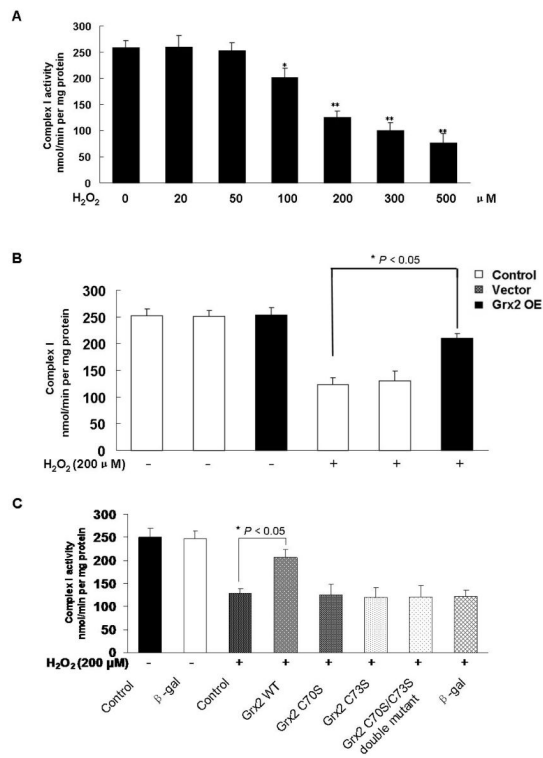 A
Complex I activity
nmol/min per mg protein
300
250
200
150
100
50
0
*
**
**
**
H₂O₂ 0 20 50 100 200 300 500 μM
B
Complex I
nmol/min per mg protein
300
250
200
150
100
50
0
* P < 0.05
Control
Vector
Grx2 OE
H₂O₂ (200 μM) - - - + + +
C
Complex I activity
nmol/min per mg protein
300
250
200
150
100
50
0
* P < 0.05
H₂O₂ (200 μM) - - + + + + + +
Control
β-gal
Control
Grx2 WT
Grx2 C70S
Grx2 C73S
Grx2 C70S/C73S
double mutant
β-gal